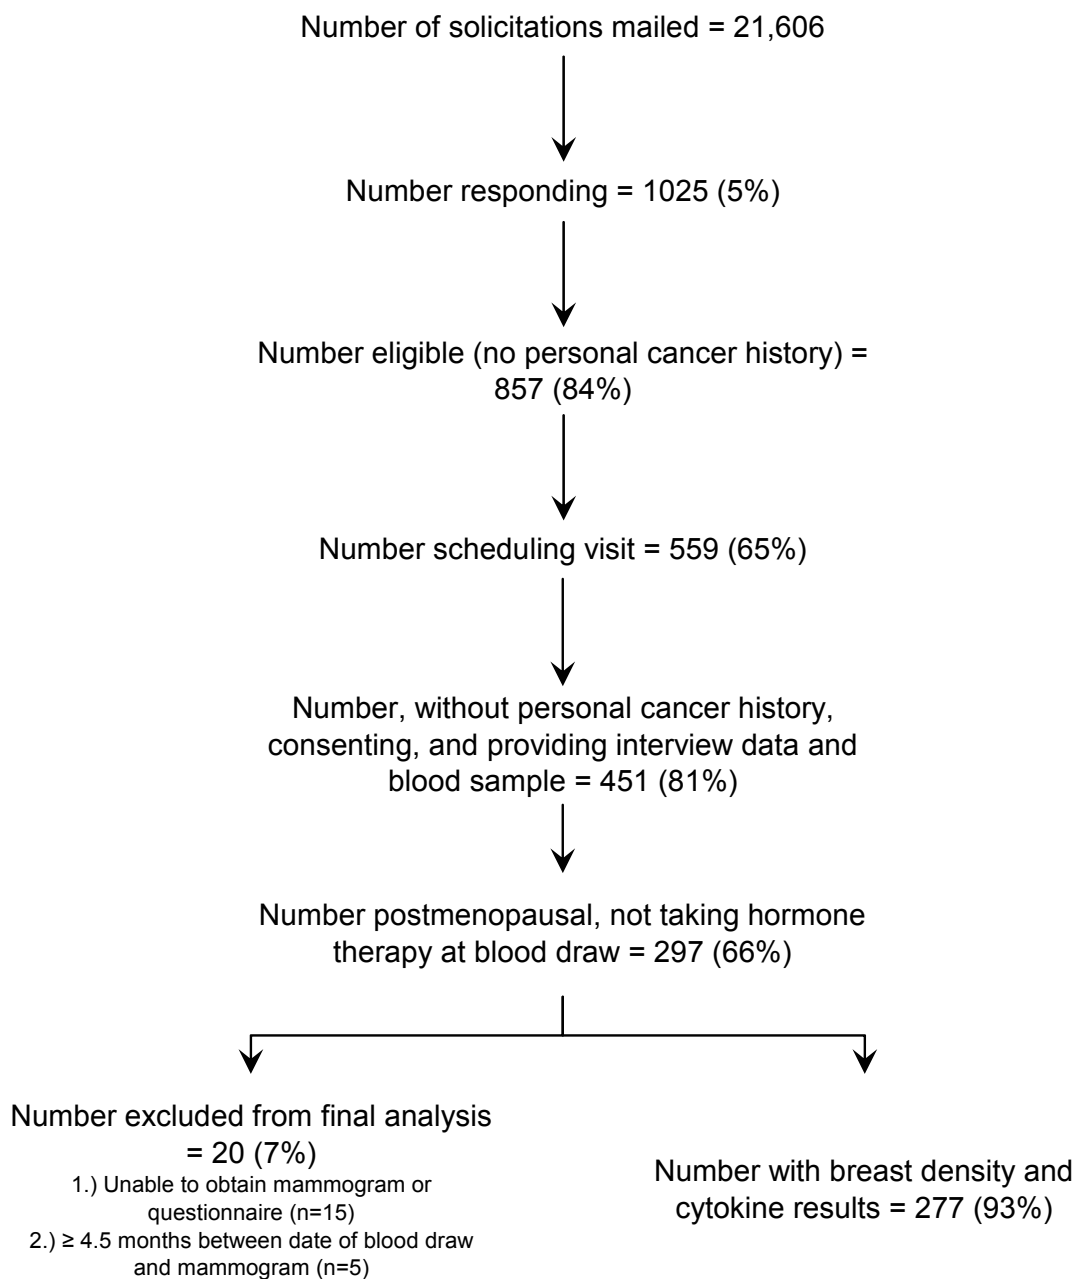 Number of solicitations mailed = 21,606
Number responding = 1025 (5%)
Number eligible (no personal cancer history) =
857 (84%)
Number scheduling visit = 559 (65%)
Number, without personal cancer history,
consenting, and providing interview data and
blood sample = 451 (81%)
Number postmenopausal, not taking hormone
therapy at blood draw = 297 (66%)
Number excluded from final analysis
= 20 (7%)
1.) Unable to obtain mammogram or
questionnaire (n=15)
2.) ≥ 4.5 months between date of blood draw
and mammogram (n=5)
Number with breast density and
cytokine results = 277 (93%)